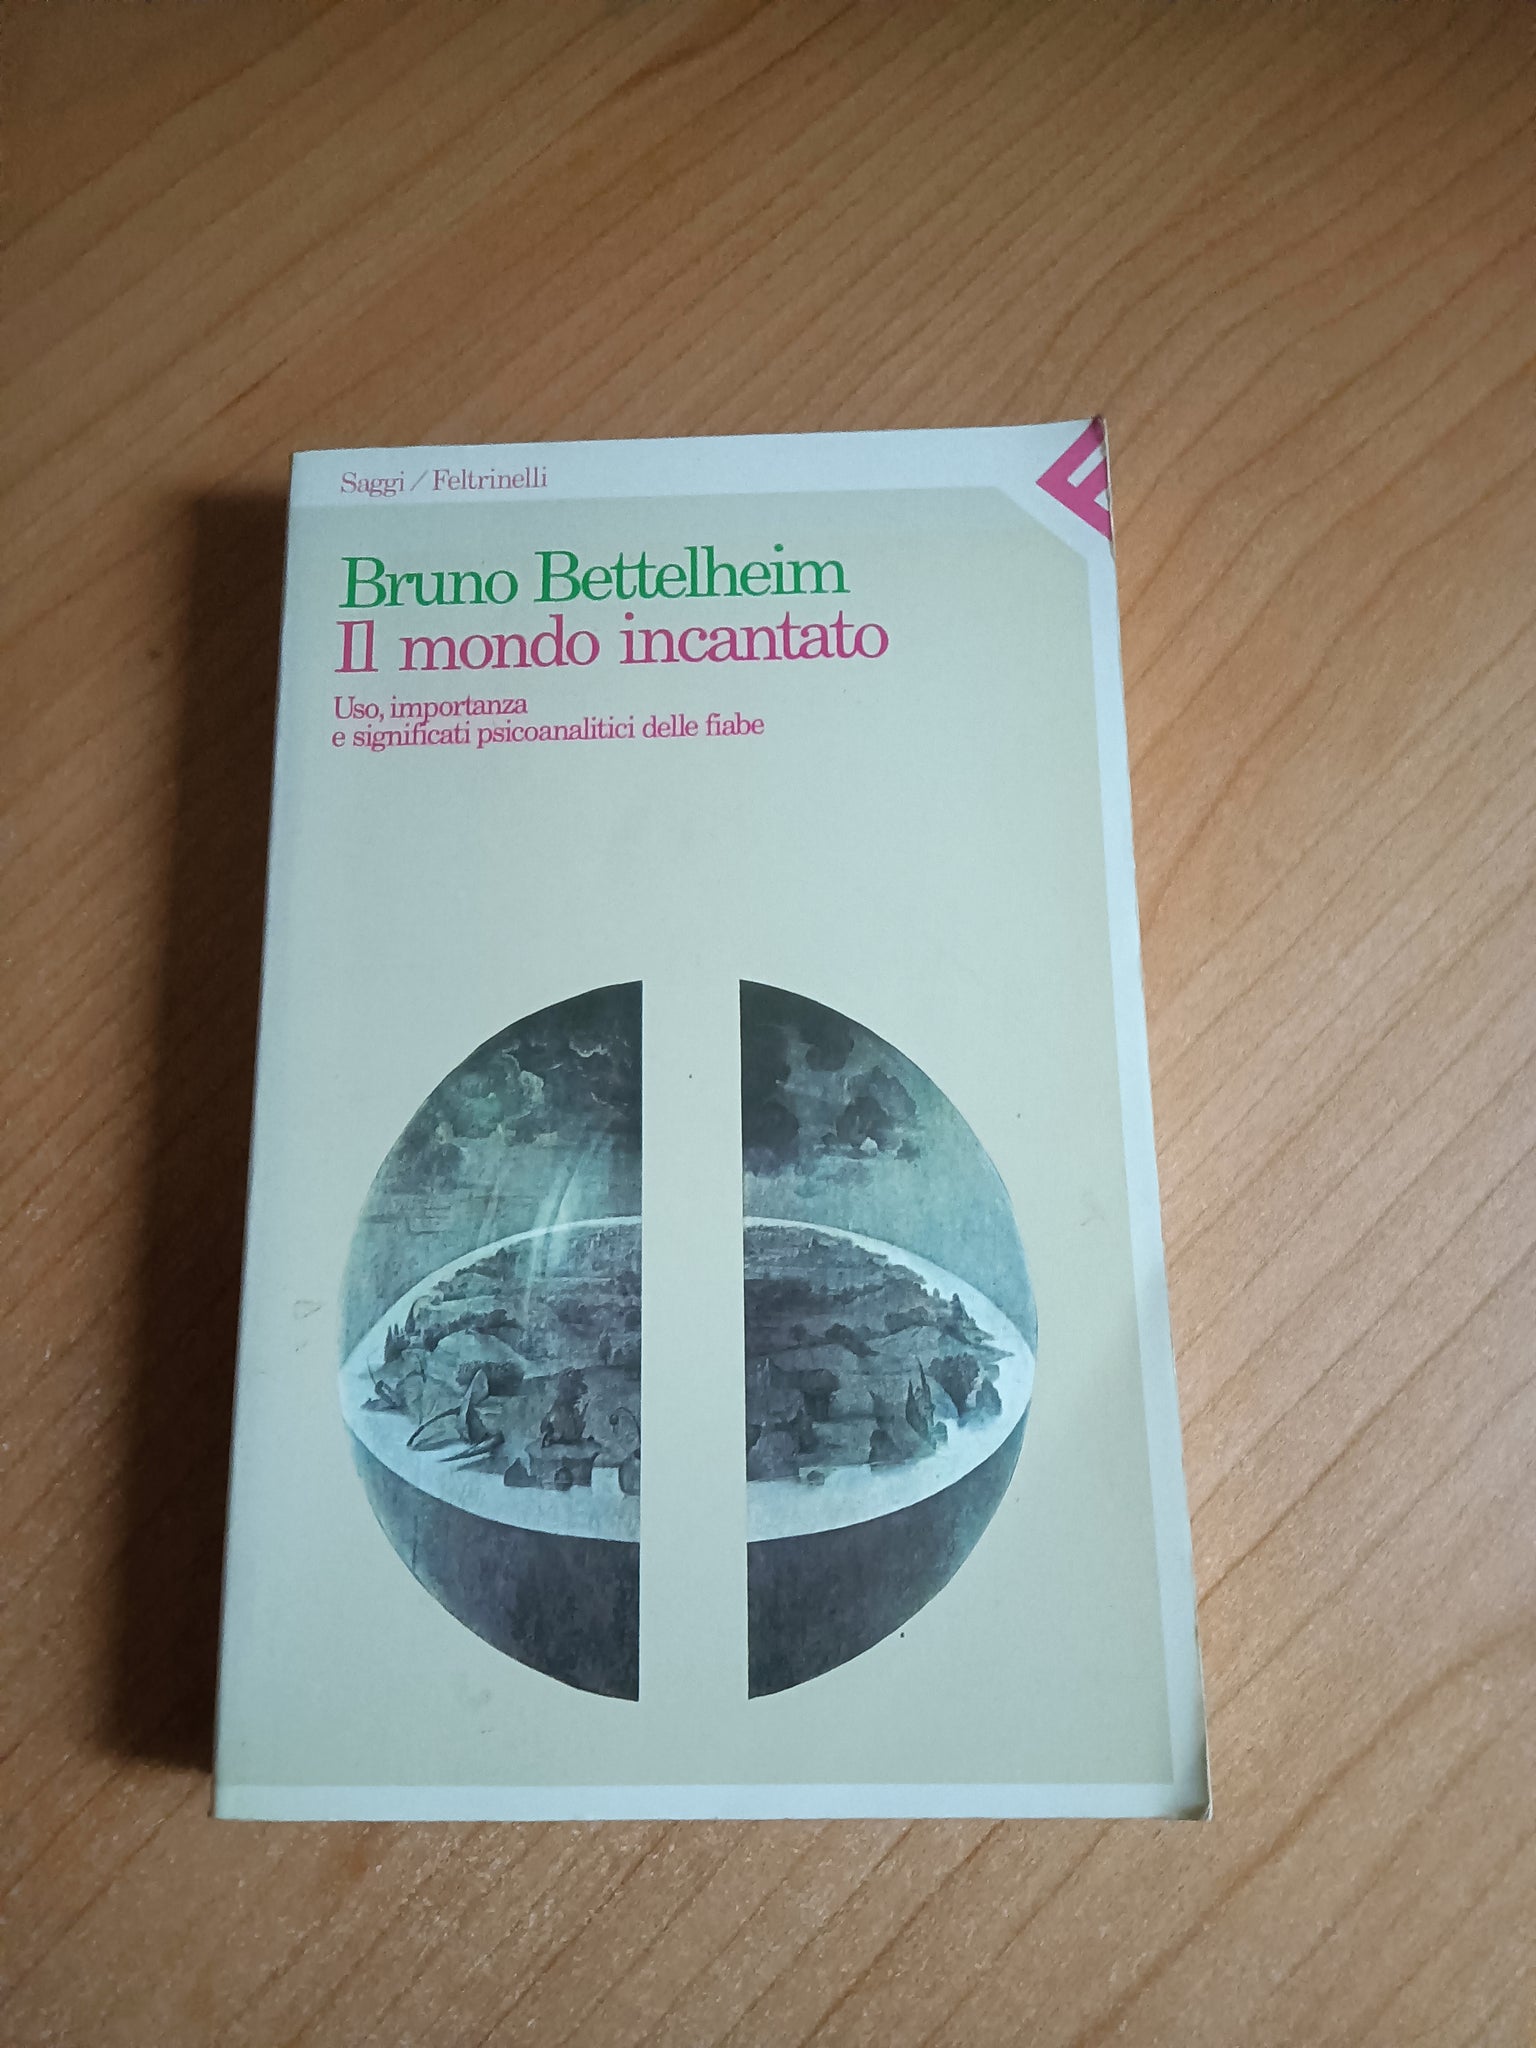 Saggi / Feltrinelli
F
Bruno Bettelheim
Il mondo incantato
Uso, importanza
e significati psicoanalitici delle fiabe